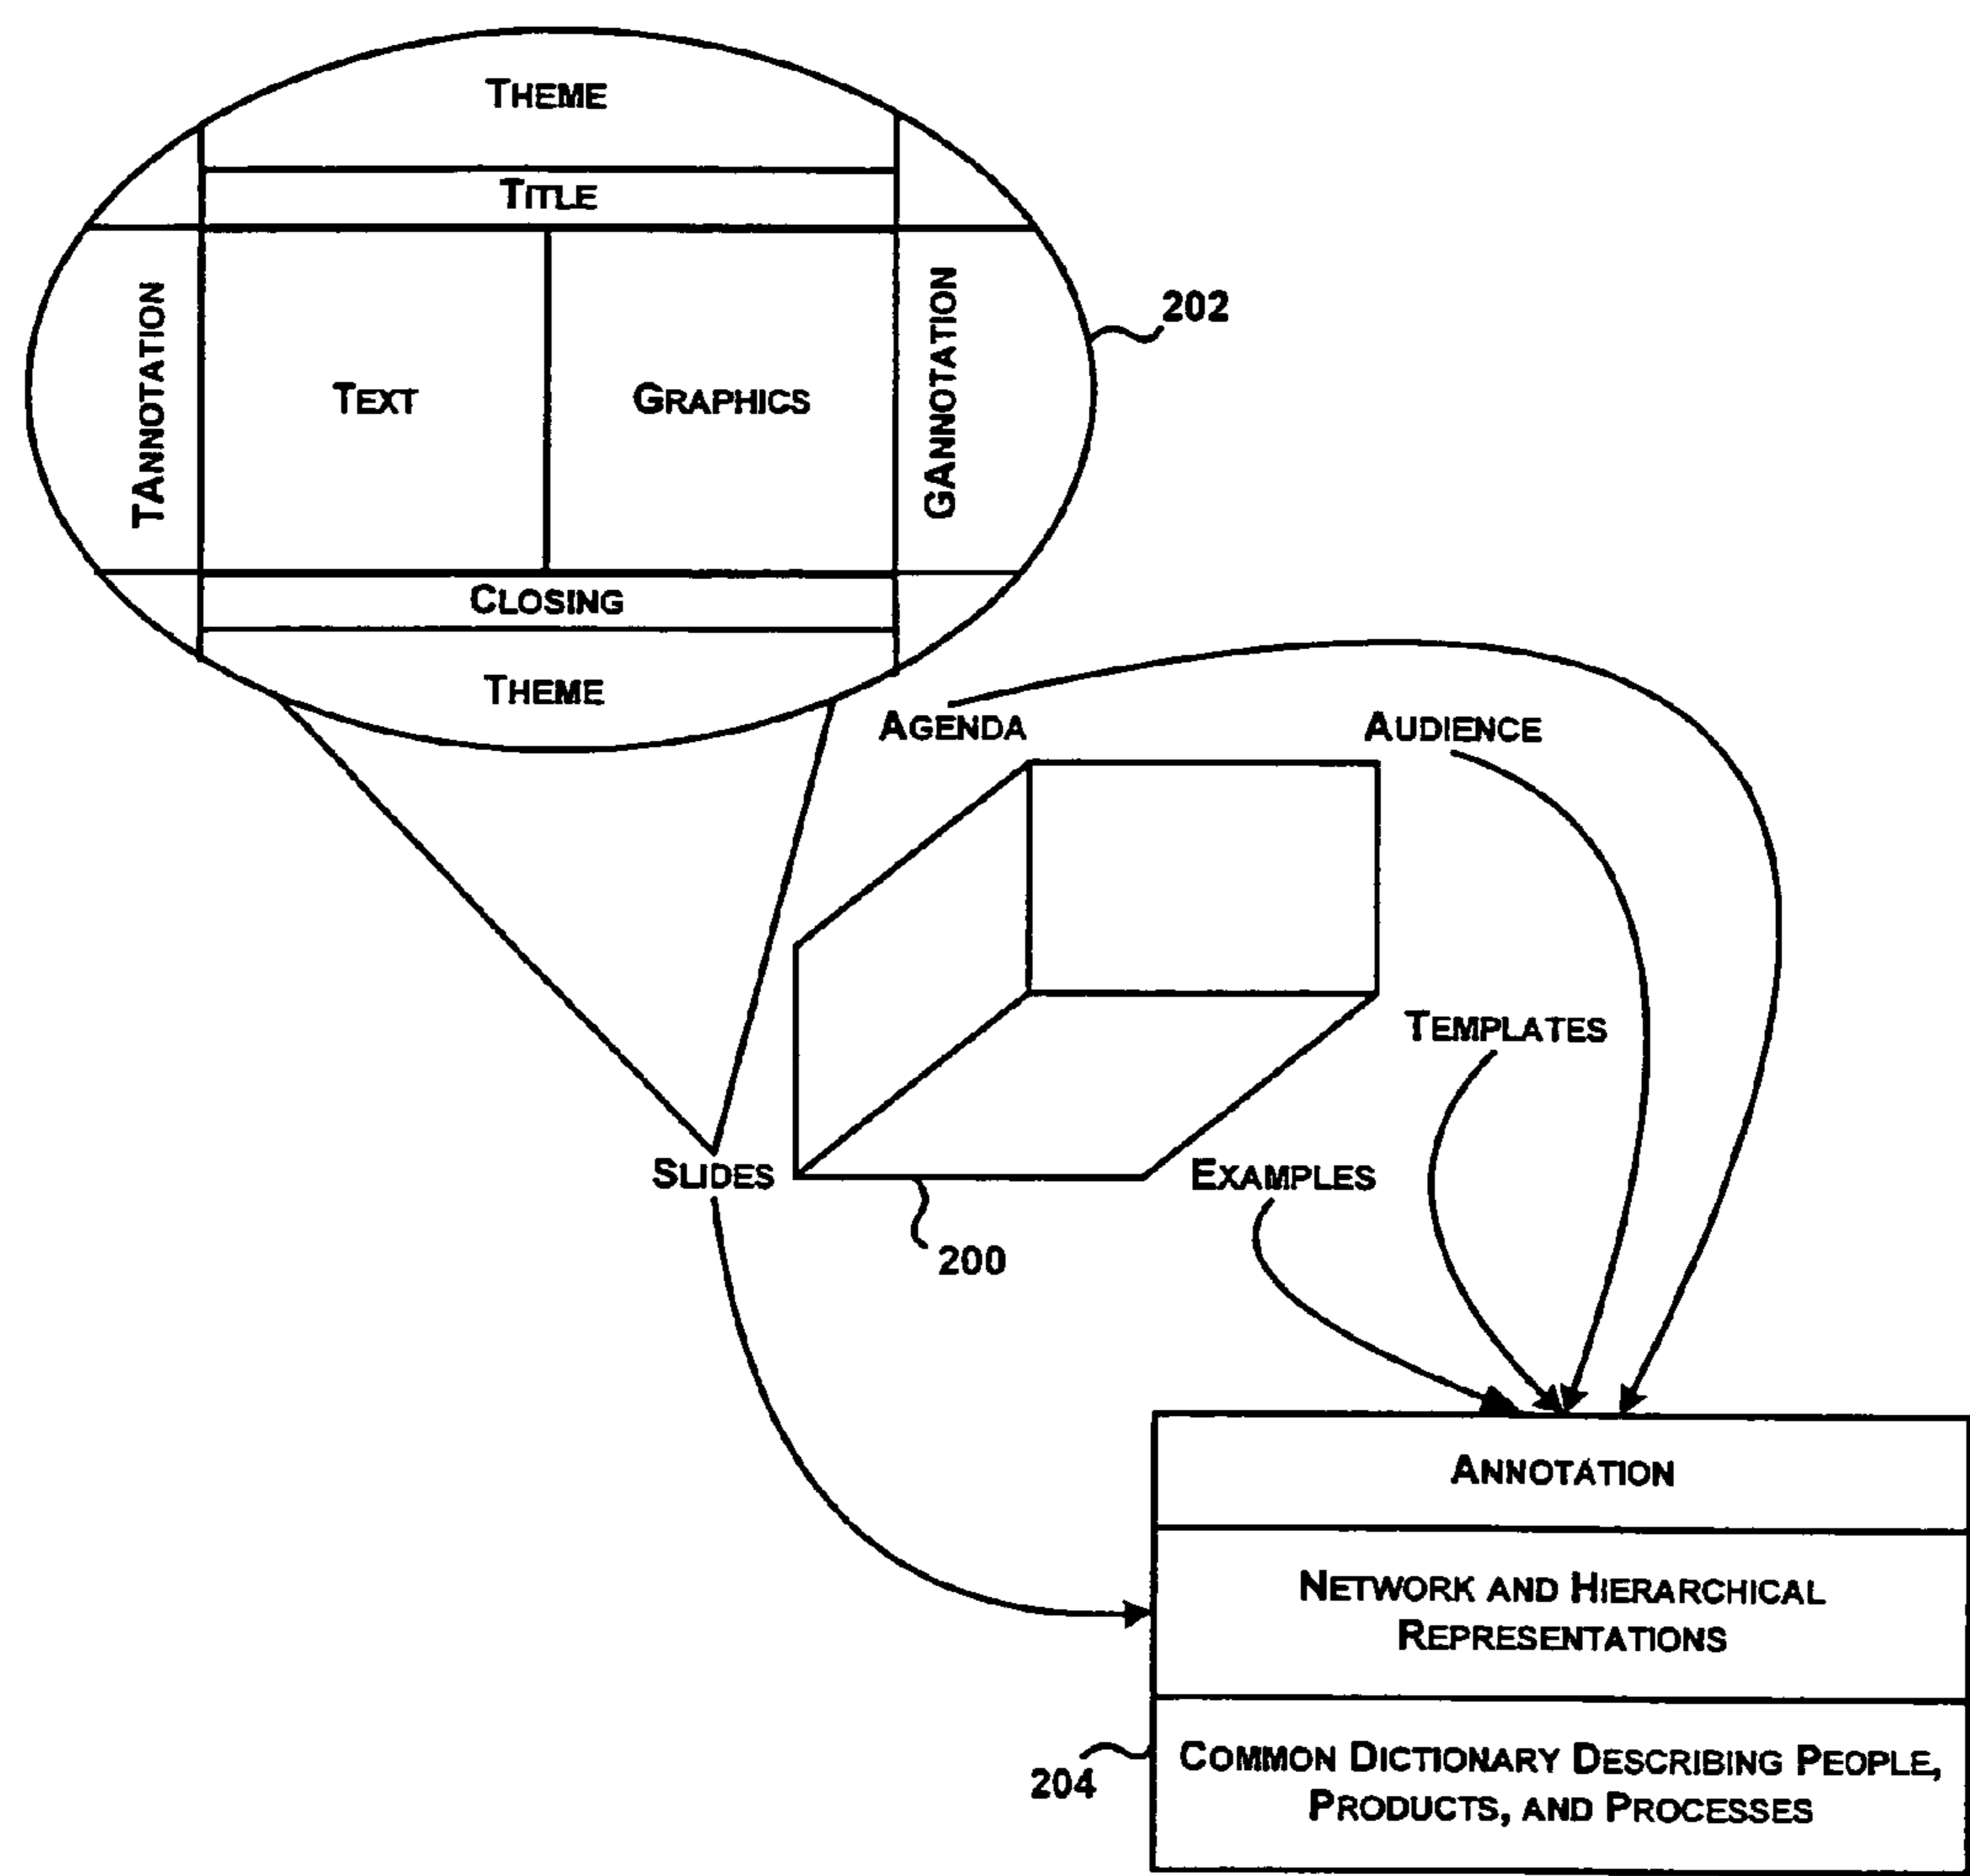 THEME
TITLE
TANNOTATION
TEXT
GRAPHICS
GANNOTATION
202
CLOSING
THEME
AGENDA
AUDIENCE
TEMPLATES
SLIDES
EXAMPLES
200
ANNOTATION
NETWORK AND HIERARCHICAL
REPRESENTATIONS
204
COMMON DICTIONARY DESCRIBING PEOPLE,
PRODUCTS, AND PROCESSES